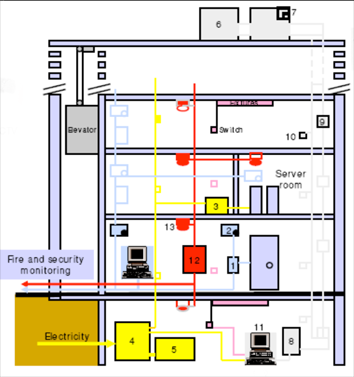 7
6
Lightness
9
Elevator
10
Switch
Server
room
3
13
2
Fire and security
monitoring
12
1
Electricity
4
5
11
8